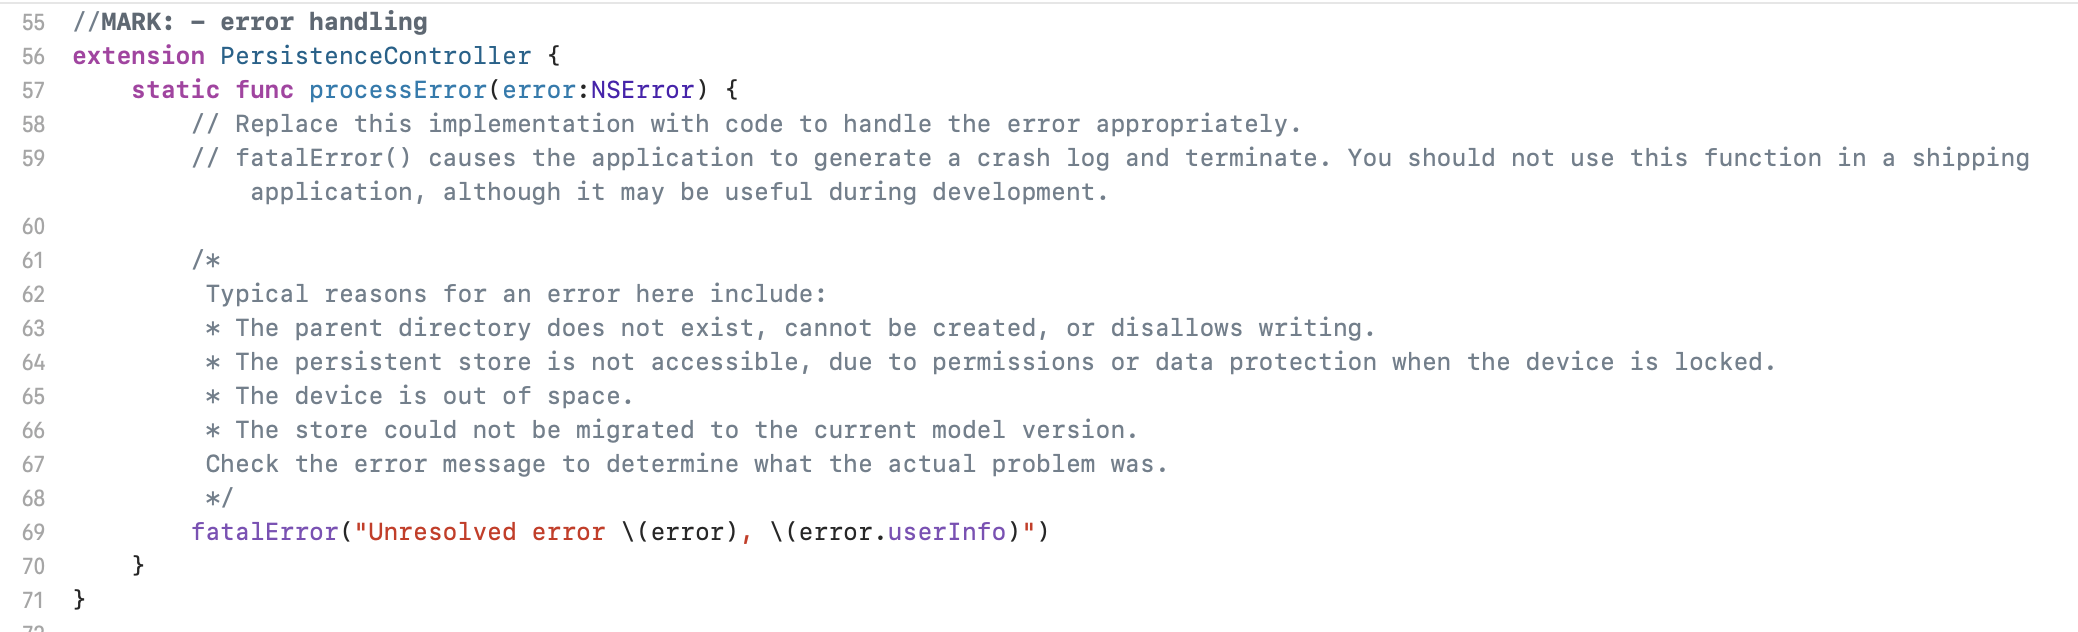 55 //MARK: - error handling
56 extension PersistenceController {
57     static func processError(error:NSError) {
58         // Replace this implementation with code to handle the error appropriately.
59         // fatalError() causes the application to generate a crash log and terminate. You should not use this function in a shipping
            application, although it may be useful during development.
60
61         /*
62          Typical reasons for an error here include:
63          * The parent directory does not exist, cannot be created, or disallows writing.
64          * The persistent store is not accessible, due to permissions or data protection when the device is locked.
65          * The device is out of space.
66          * The store could not be migrated to the current model version.
67          Check the error message to determine what the actual problem was.
68          */
69         fatalError("Unresolved error \(error), \(error.userInfo)")
70     }
71 }
72